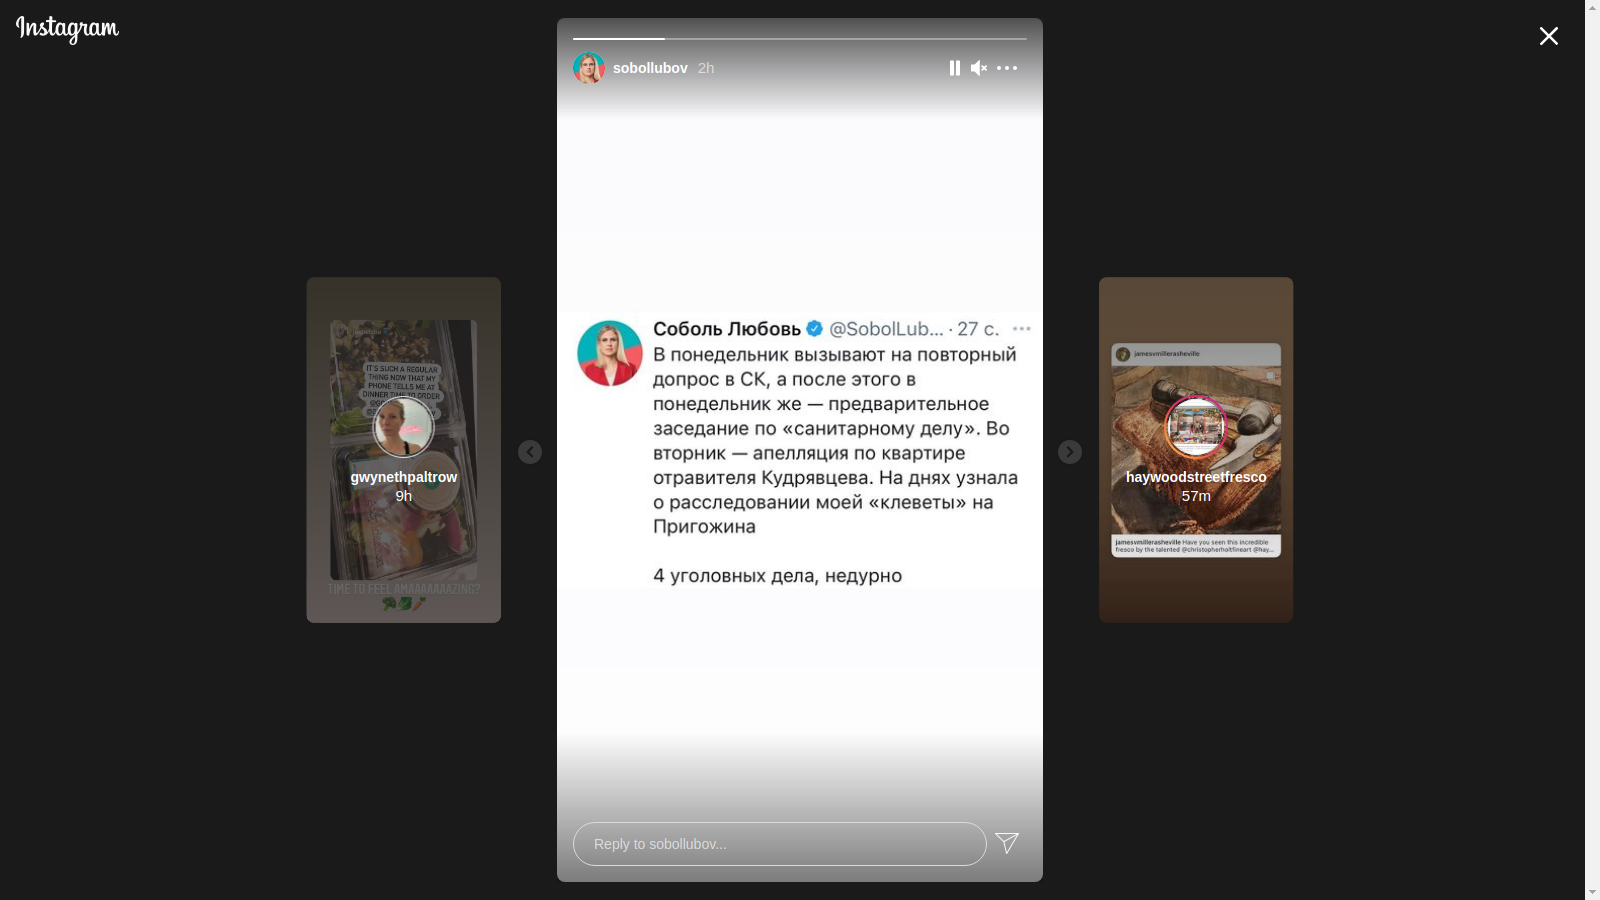 Instagram
sobollubov 2h
Соболь Любовь @SobolLub... · 27 с.
В понедельник вызывают на повторный
допрос в СК, а после этого в
понедельник же — предварительное
заседание по «санитарному делу». Во
вторник — апелляция по квартире
отравителя Кудрявцева. На днях узнала
о расследовании моей «клеветы» на
Пригожина
4 уголовных дела, недурно
Reply to sobollubov...
IT'S SUCH A REGULAR
THING NOW THAT MY
PHONE TELLS ME AT
DINNER TIME TO ORDER
gwynethpaltrow
9h
TIME TO FEEL AMAAAAAAAZING?
jamesvmillerasheville
haywoodstreetfresco
57m
jamesvmillerasheville Have you seen this incredible
fresco by the talented @christopherholtfineart @hay...